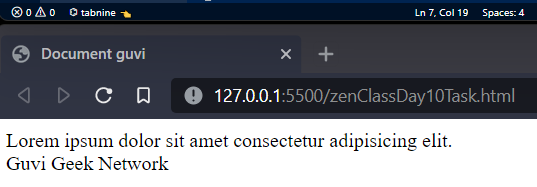 0 0 tabnine Ln 7, Col 19 Spaces: 4
Document guvi
127.0.0.1:5500/zenClassDay10Task.html
Lorem ipsum dolor sit amet consectetur adipisicing elit.
Guvi Geek Network